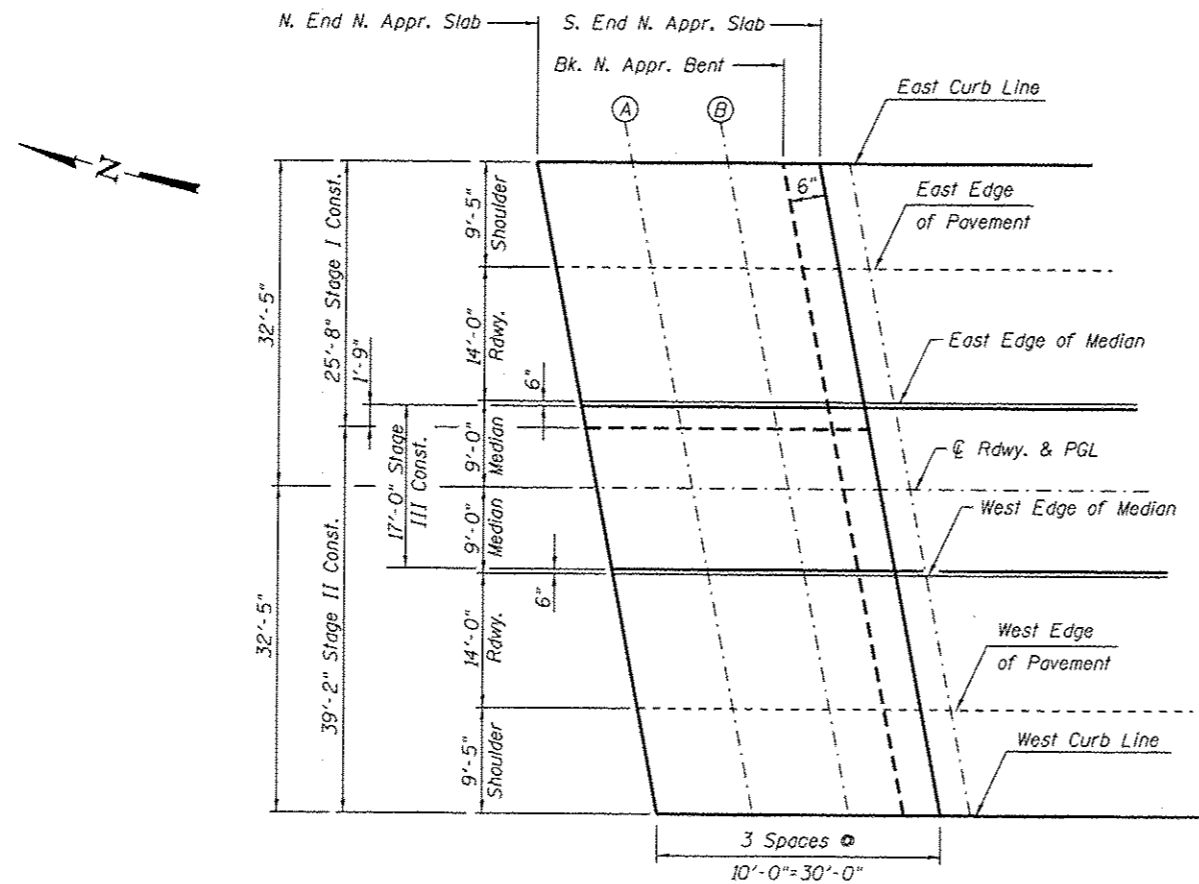 N. End N. Appr. Slab
S. End N. Appr. Slab
Bk. N. Appr. Bent
East Curb Line
A
B
N
6"
East Edge
of Pavement
32'-5"
25'-8" Stage I Const.
1'-9"
9'-5"
Shoulder
14'-0"
Rdwy.
6"
East Edge of Median
17'-0" Stage
III Const.
9'-0"
Median
℄ Rdwy. & PGL
9'-0"
Median
West Edge of Median
32'-5"
39'-2" Stage II Const.
6"
14'-0"
Rdwy.
West Edge
of Pavement
9'-5"
Shoulder
West Curb Line
3 Spaces @
10'-0"=30'-0"